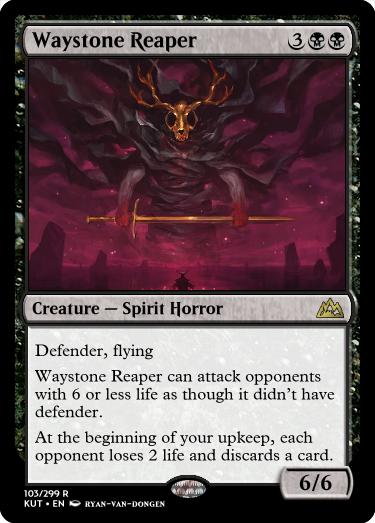 Waystone Reaper 3
Creature — Spirit Horror
Defender, flying
Waystone Reaper can attack opponents
with 6 or less life as though it didn't have
defender.
At the beginning of your upkeep, each
opponent loses 2 life and discards a card.
6/6
103/299 R
KUT • EN RYAN-VAN-DONGEN